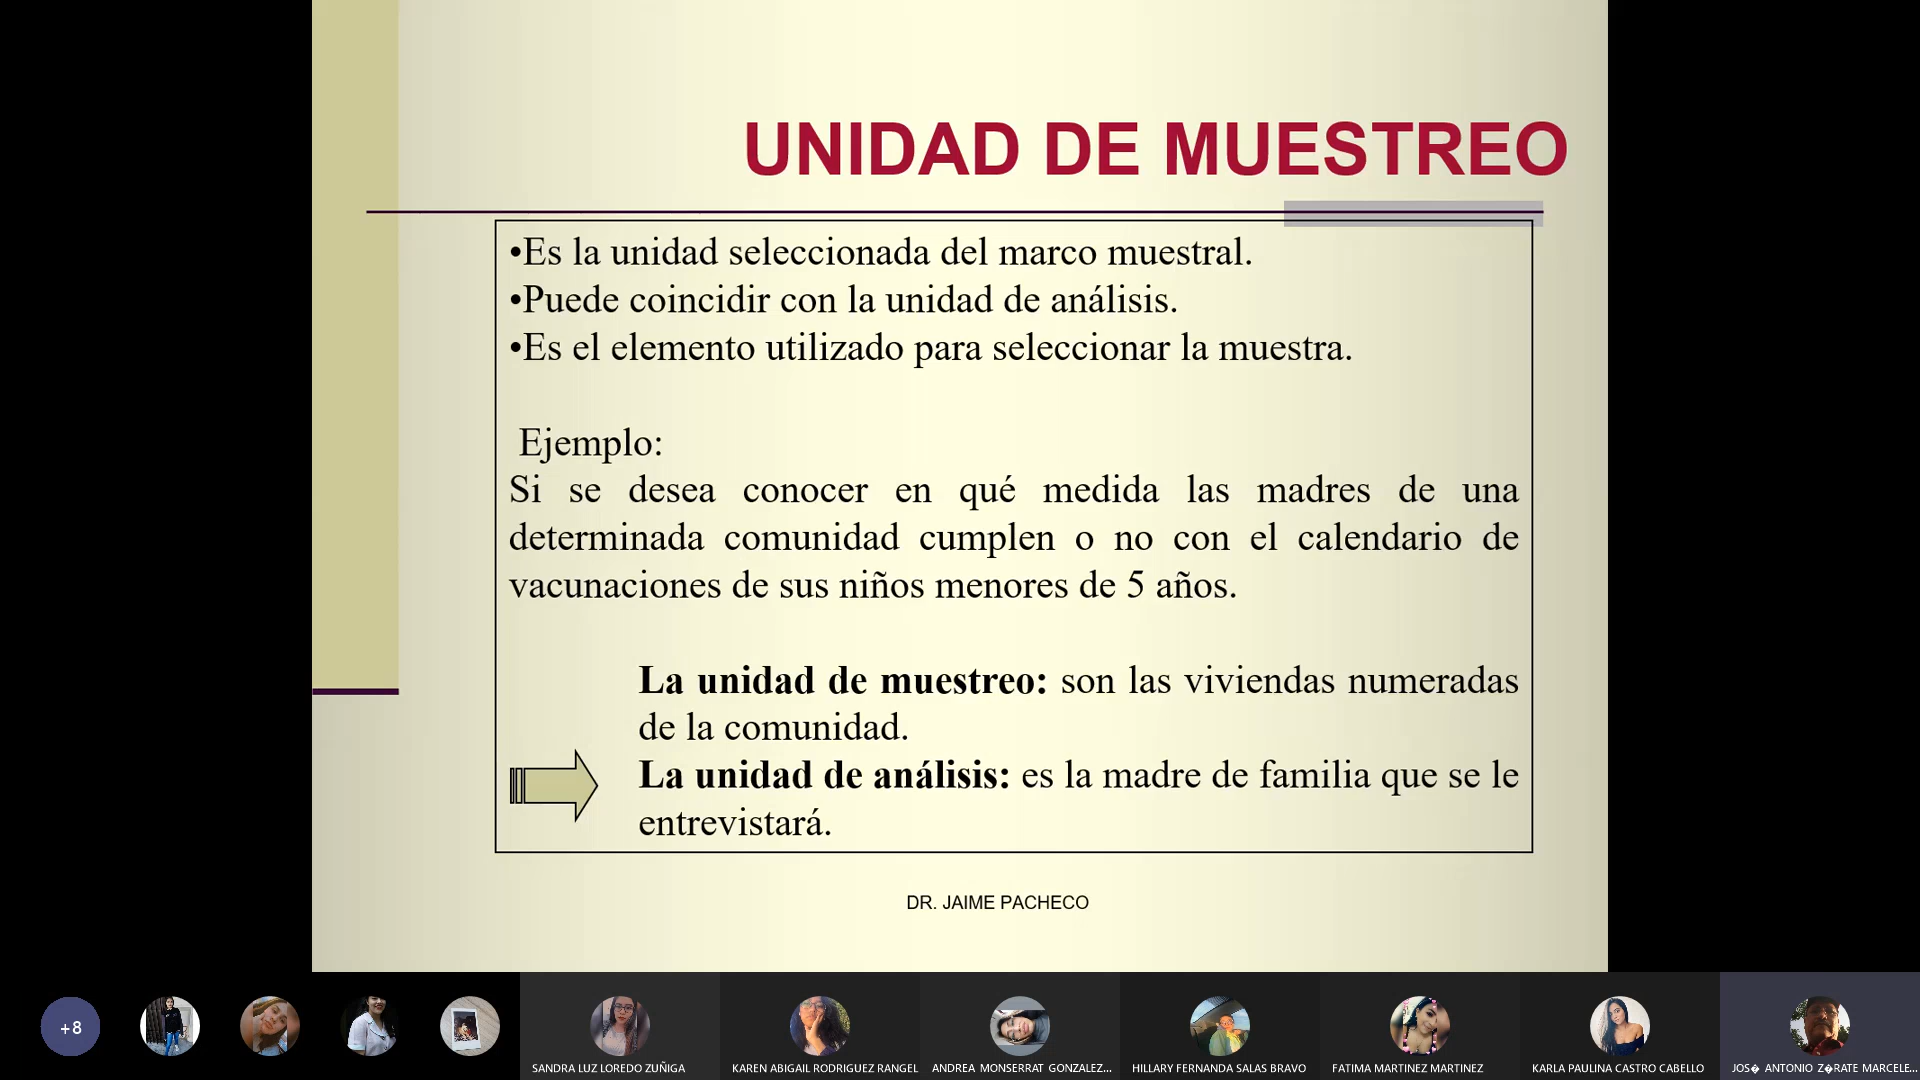 UNIDAD DE MUESTREO
•Es la unidad seleccionada del marco muestral.
•Puede coincidir con la unidad de análisis.
•Es el elemento utilizado para seleccionar la muestra.
Ejemplo:
Si se desea conocer en qué medida las madres de una
determinada comunidad cumplen o no con el calendario de
vacunaciones de sus niños menores de 5 años.
La unidad de muestreo: son las viviendas numeradas
de la comunidad.
La unidad de análisis: es la madre de familia que se le
entrevistará.
DR. JAIME PACHECO
+8
SANDRA LUZ LOREDO ZUÑIGA
KAREN ABIGAIL RODRIGUEZ RANGEL
ANDREA MONSERRAT GONZALEZ...
HILLARY FERNANDA SALAS BRAVO
FATIMA MARTINEZ MARTINEZ
KARLA PAULINA CASTRO CABELLO
JOS� ANTONIO Z�RATE MARCELE...